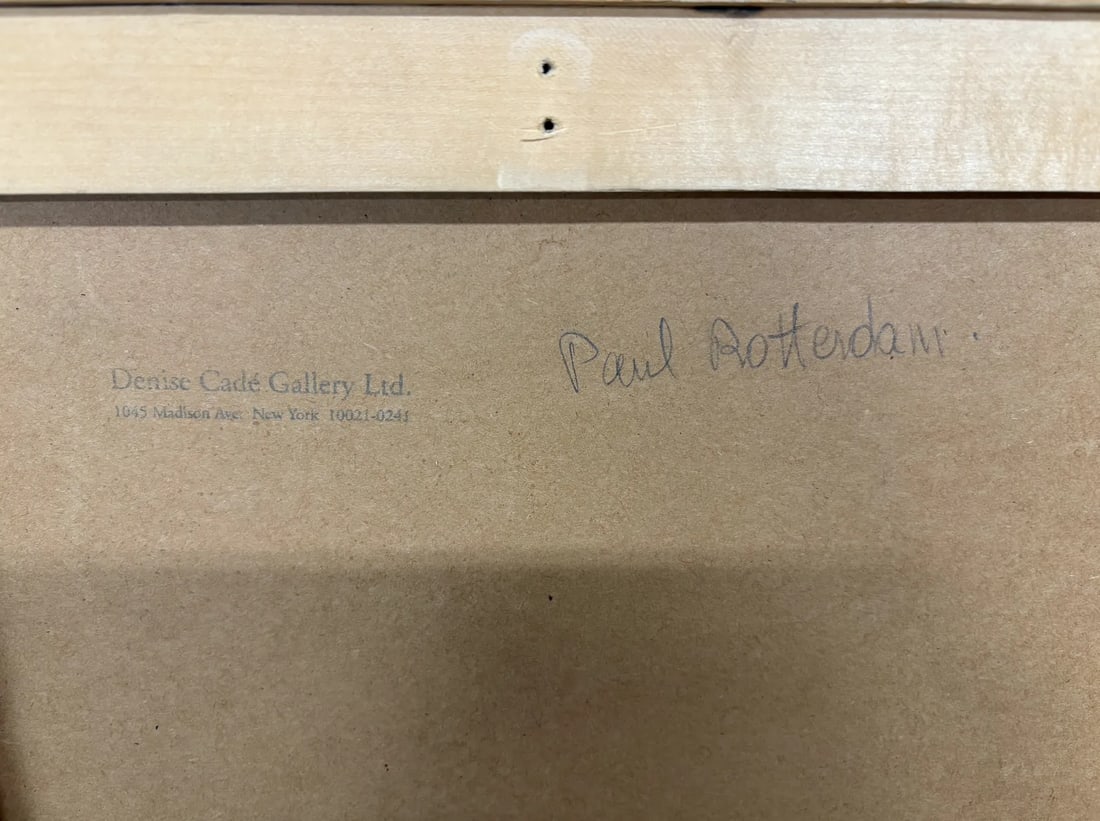 Denise Cadé Gallery Ltd.
1045 Madison Ave. New York 10021-0241
Paul Rotterdam.